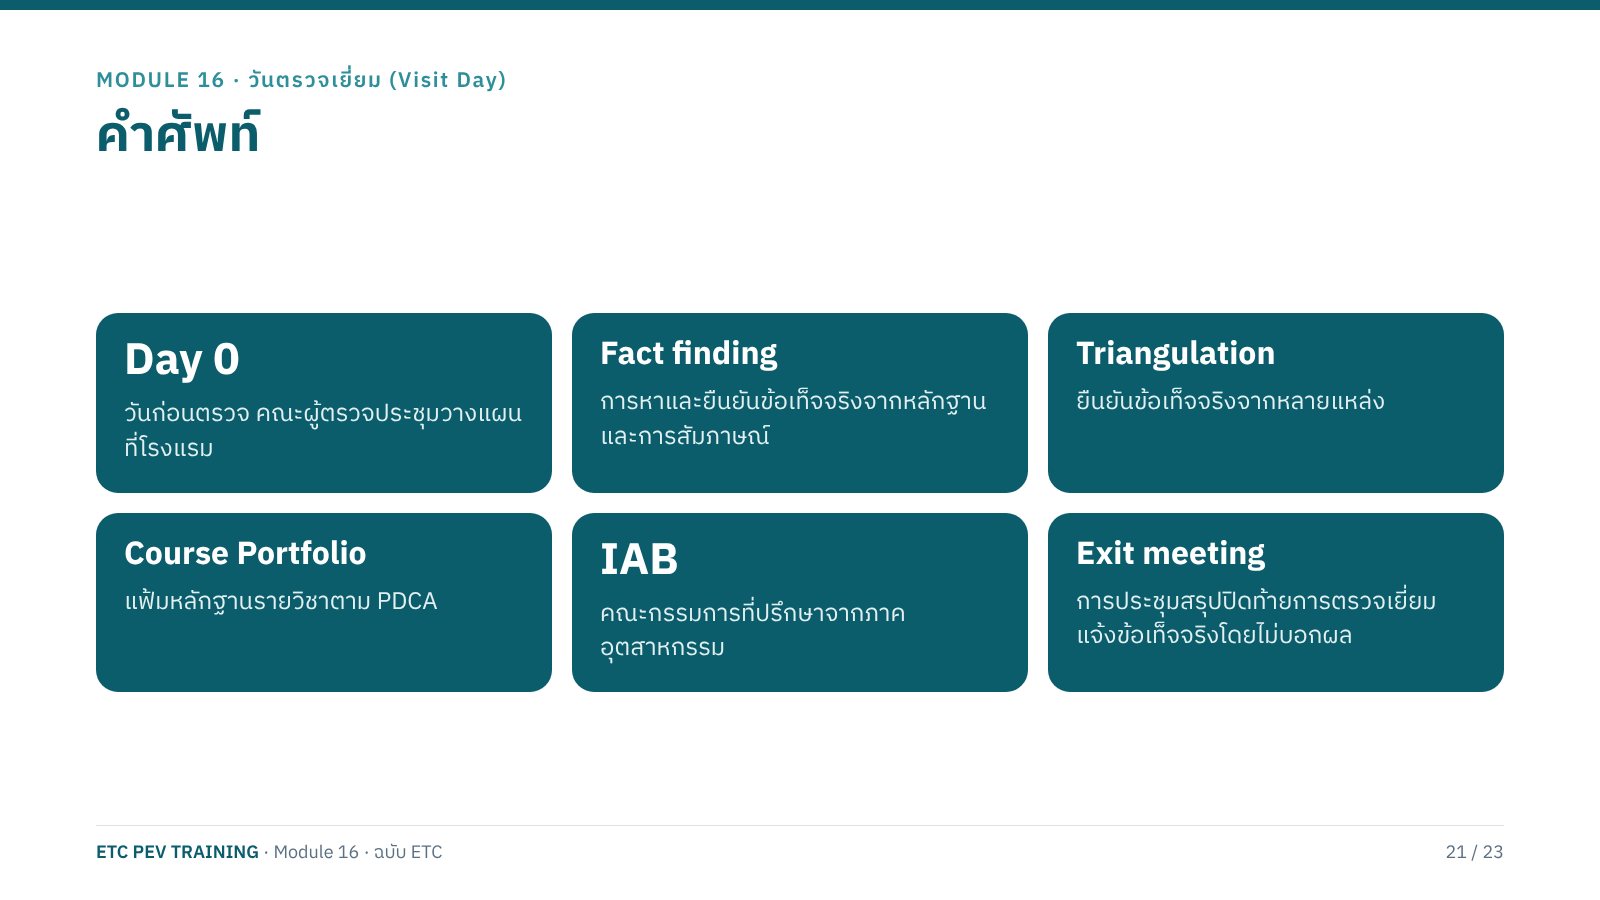 MODULE 16 · วันตรวจเยี่ยม (Visit Day)
คำศัพท์
Day 0
วันก่อนตรวจ คณะผู้ตรวจประชุมวางแผน
ที่โรงแรม
Fact finding
การหาและยืนยันข้อเท็จจริงจากหลักฐาน
และการสัมภาษณ์
Triangulation
ยืนยันข้อเท็จจริงจากหลายแหล่ง
Course Portfolio
แฟ้มหลักฐานรายวิชาตาม PDCA
IAB
คณะกรรมการที่ปรึกษาจากภาค
อุตสาหกรรม
Exit meeting
การประชุมสรุปปิดท้ายการตรวจเยี่ยม
แจ้งข้อเท็จจริงโดยไม่บอกผล
ETC PEV TRAINING · Module 16 · ฉบับ ETC
21 / 23